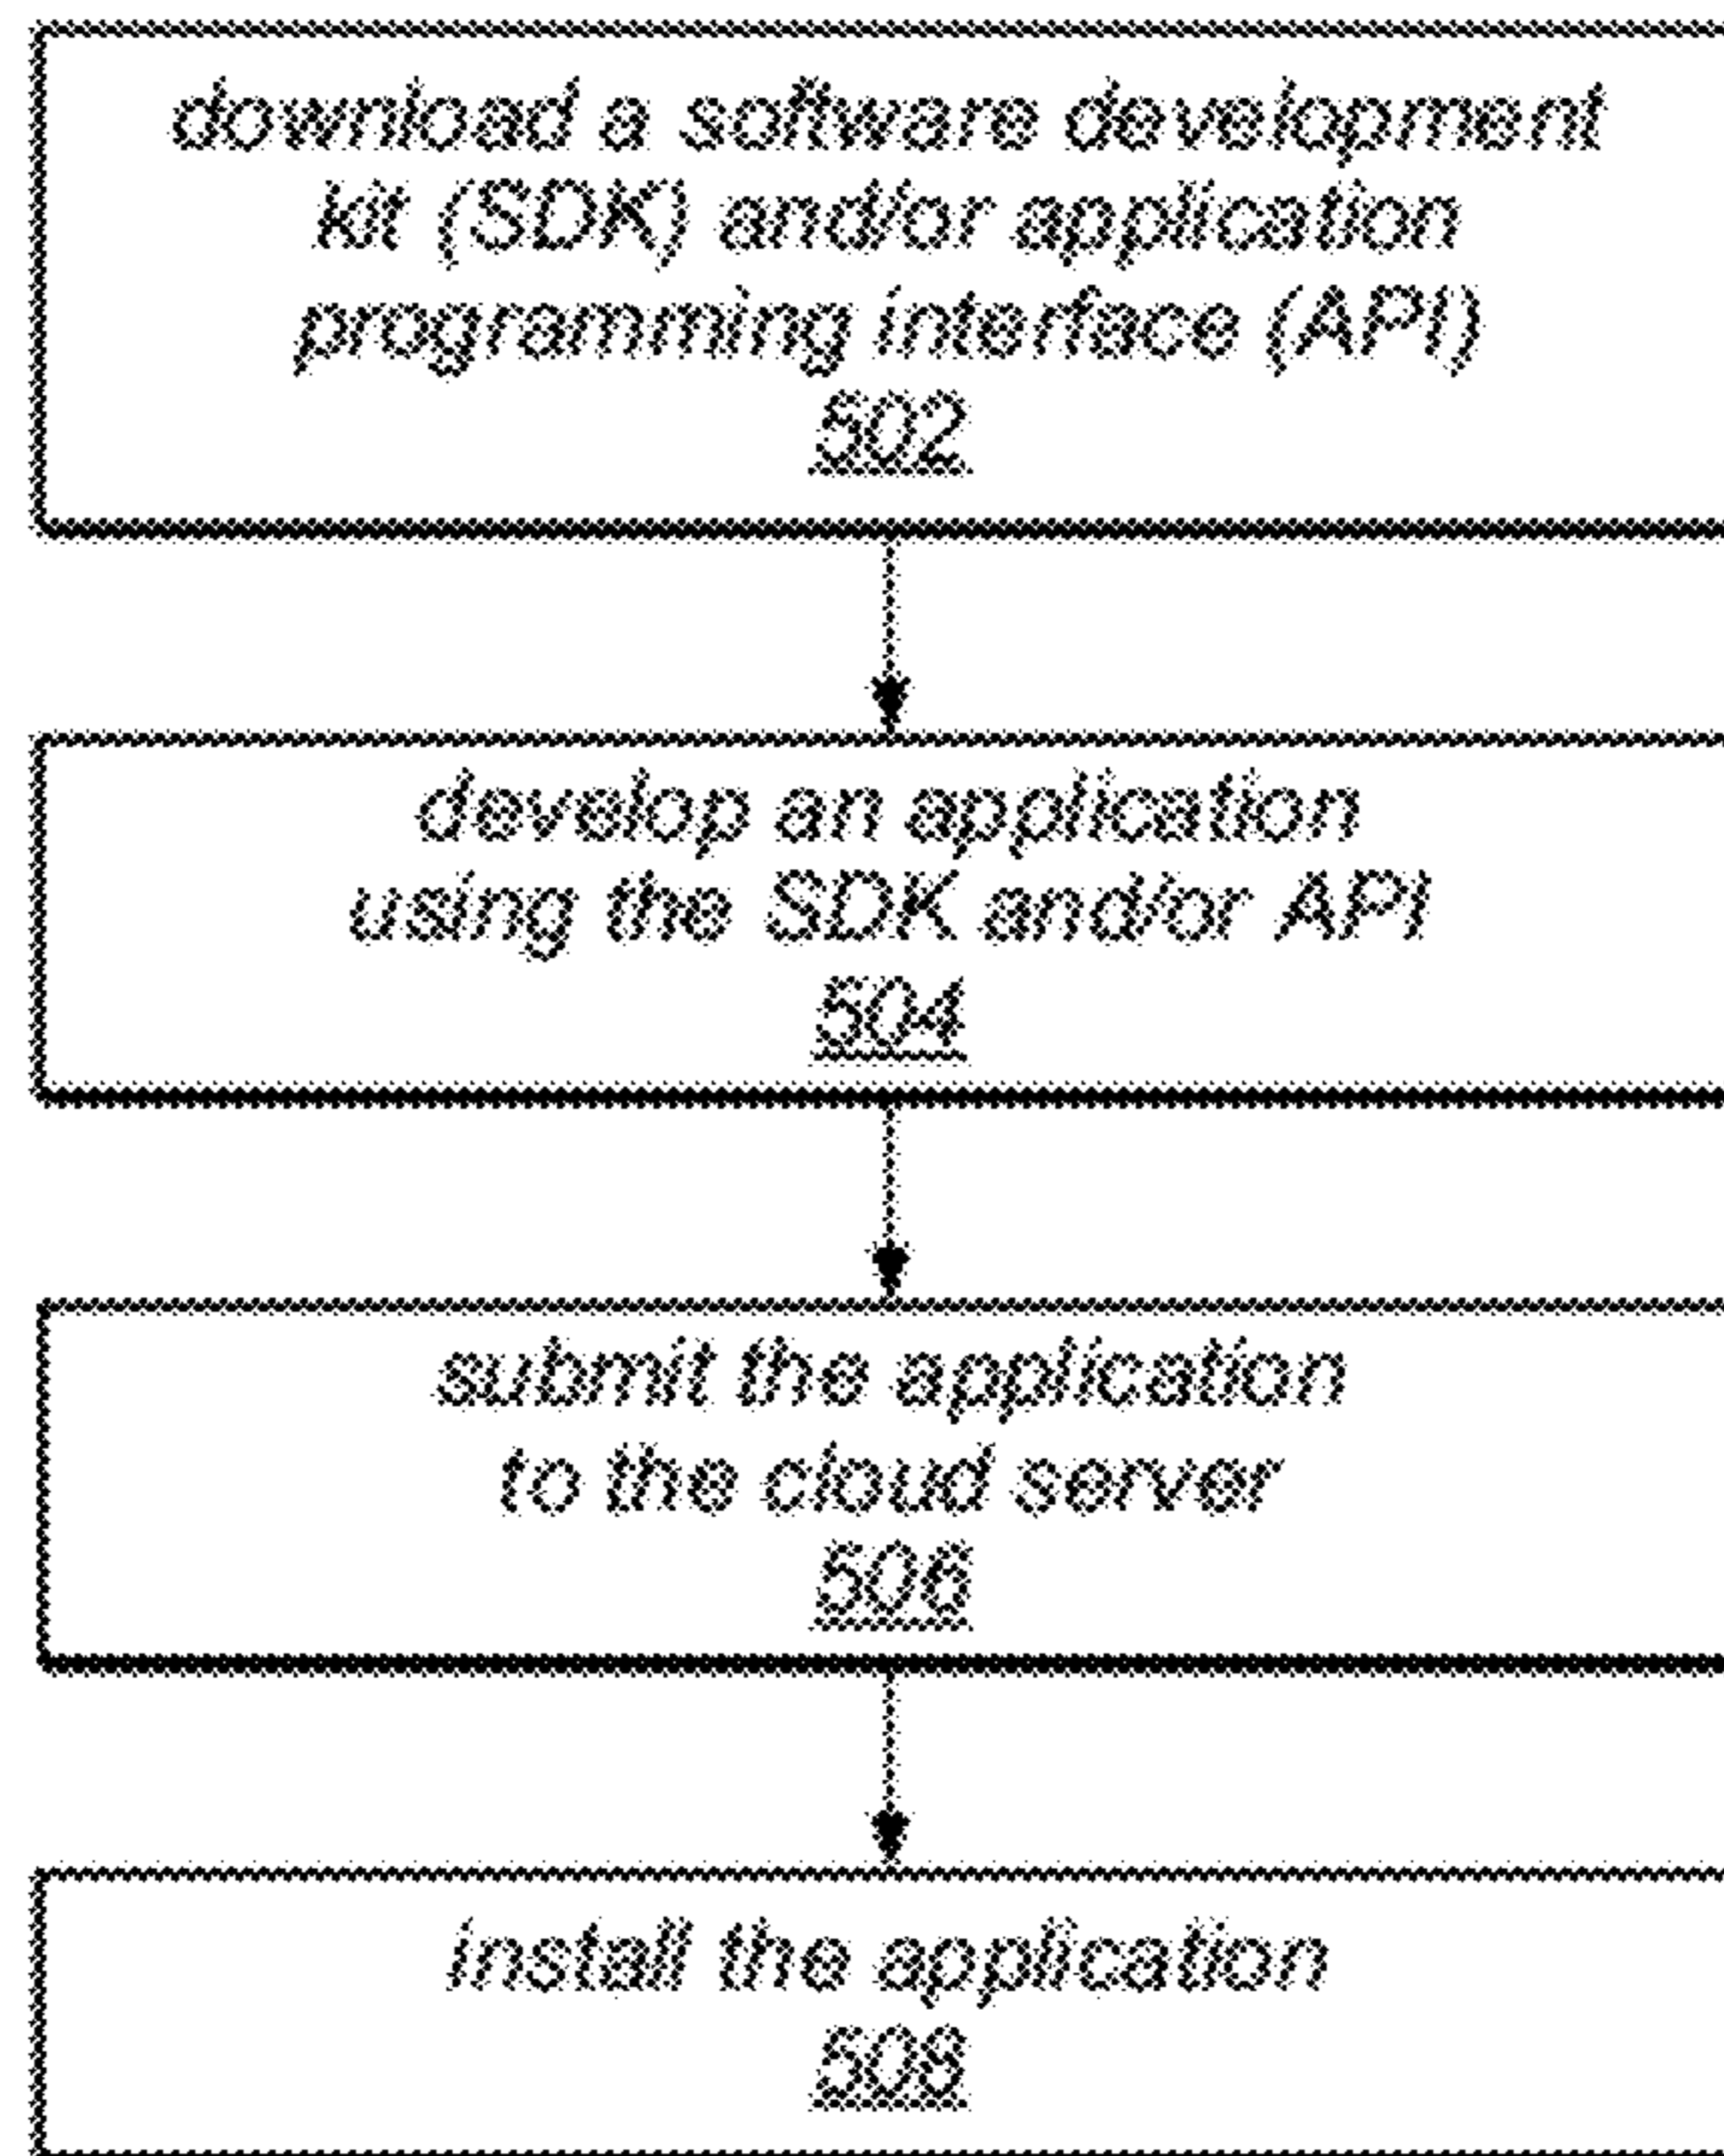 download a software development
kit (SDK) and/or application
programming interface (API)
502
develop an application
using the SDK and/or API
504
submit the application
to the cloud server
506
install the application
508